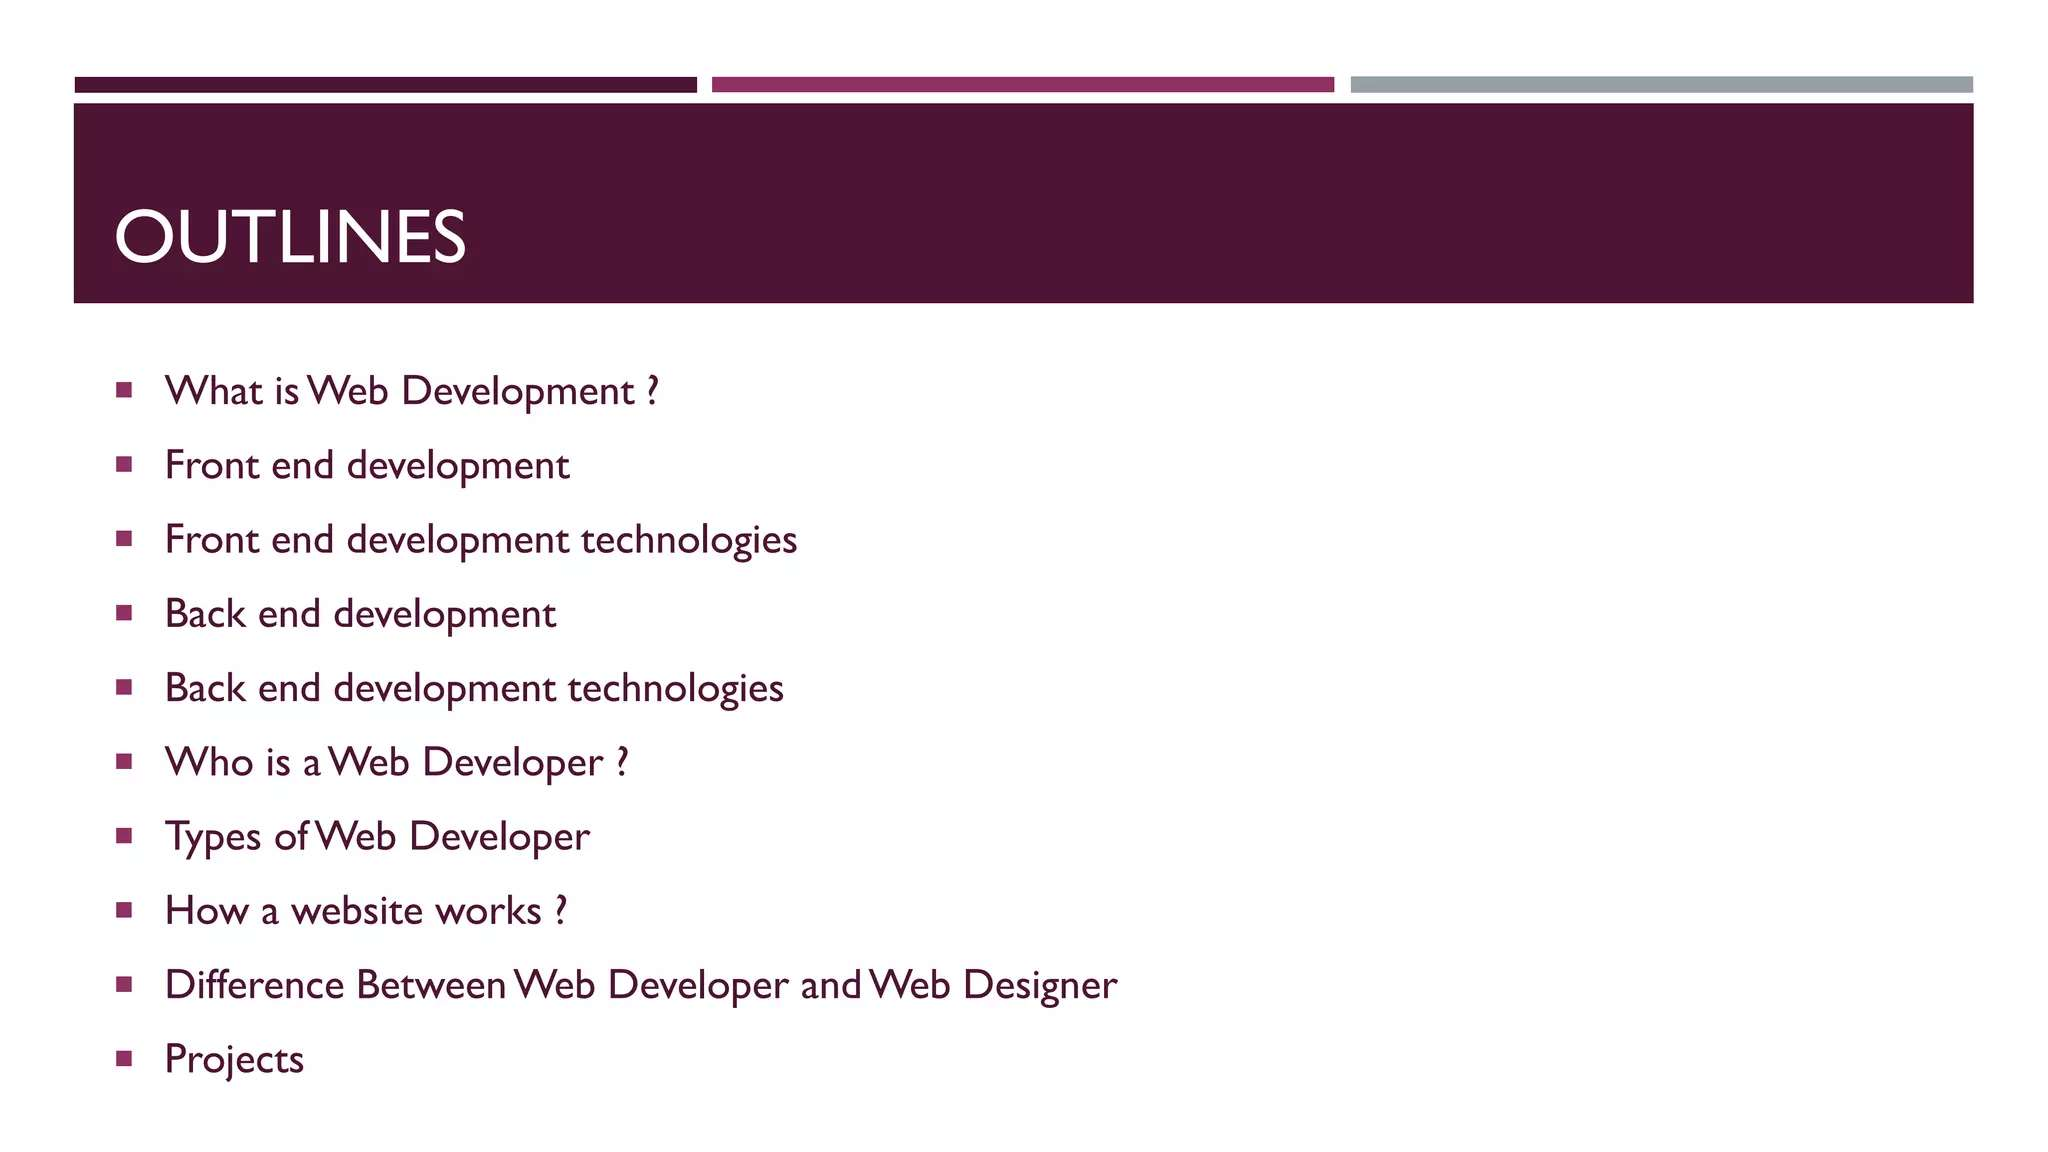 OUTLINES
What is Web Development ?
Front end development
Front end development technologies
Back end development
Back end development technologies
Who is a Web Developer ?
Types of Web Developer
How a website works ?
Difference Between Web Developer and Web Designer
Projects